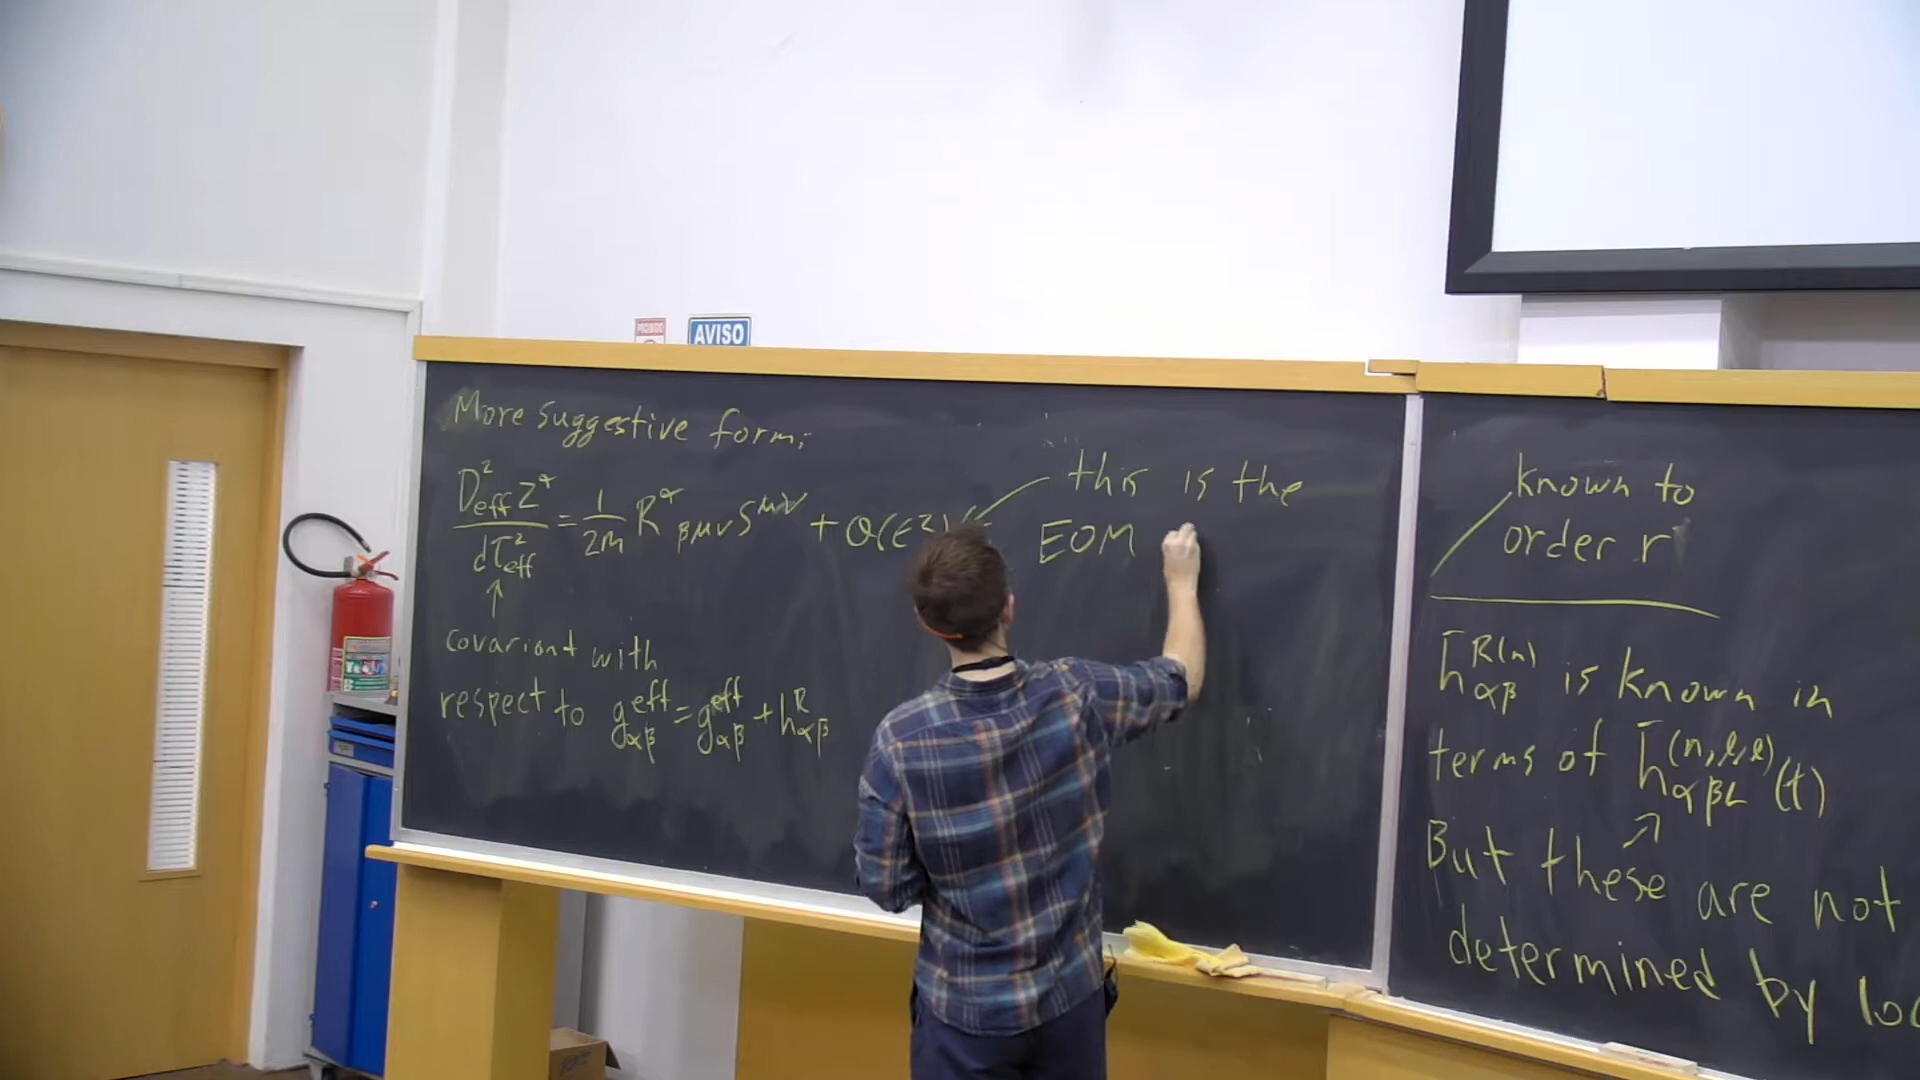 AVISO
More suggestive form:
D²eff Z^α / dτ²eff = 1/2m R^α βμν S^μν + O(ε²)
↑
covariant with
respect to g^eff_αβ = g^eff_αβ + h^R_αβ
this is the
EOM
known to
order r
h̄^R(n)_αβ is known in
terms of h̄^(n,l,l)_αβL (t)
But these are not
determined by